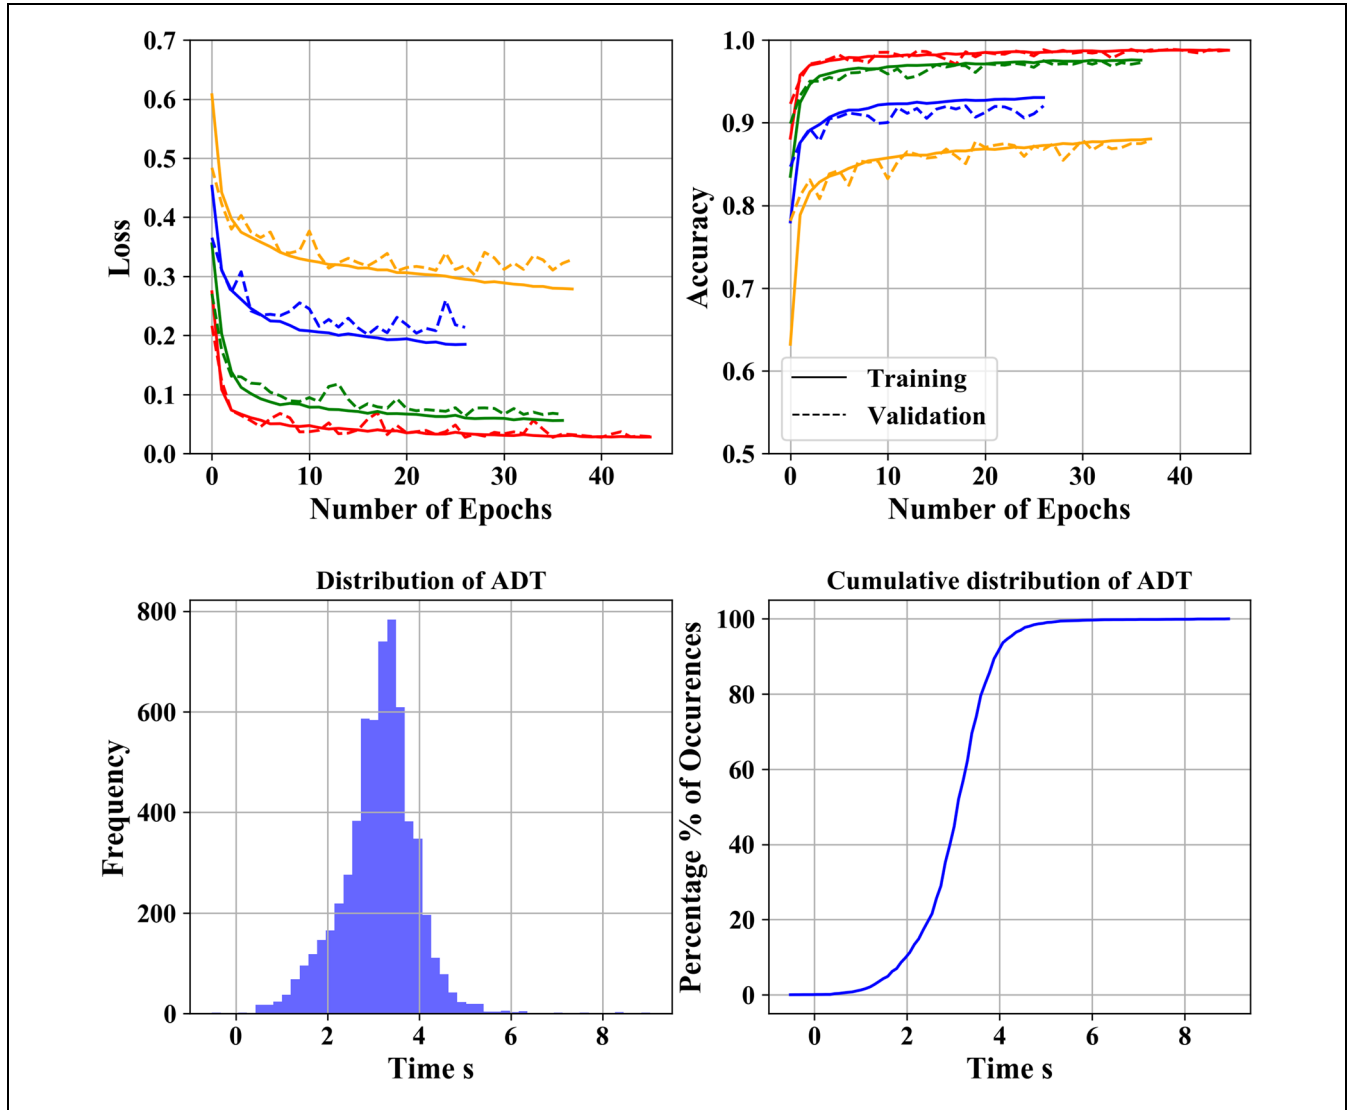 0.7
0.6
0.5
0.4
0.3
0.2
0.1
0.0
Loss
0 10 20 30 40
Number of Epochs
1.0
0.9
0.8
0.7
0.6
0.5
Accuracy
Training
Validation
0 10 20 30 40
Number of Epochs
Distribution of ADT
800
600
400
200
0
Frequency
0 2 4 6 8
Time s
Cumulative distribution of ADT
100
80
60
40
20
0
Percentage % of Occurences
0 2 4 6 8
Time s